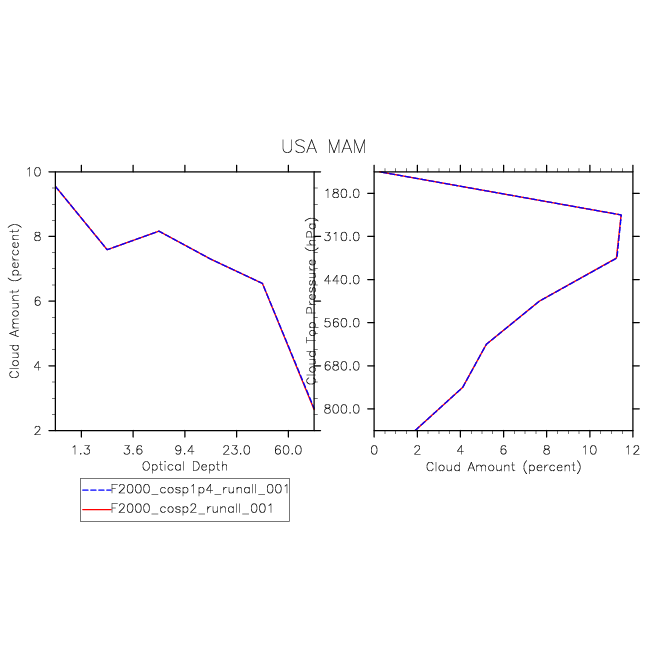 USA MAM
10
8
6
4
2
Cloud Amount (percent)
1.3 3.6 9.4 23.0 60.0
Optical Depth
180.0
310.0
440.0
560.0
680.0
800.0
Cloud Top Pressure (hPa)
0 2 4 6 8 10 12
Cloud Amount (percent)
F2000_cosp1p4_runall_001
F2000_cosp2_runall_001